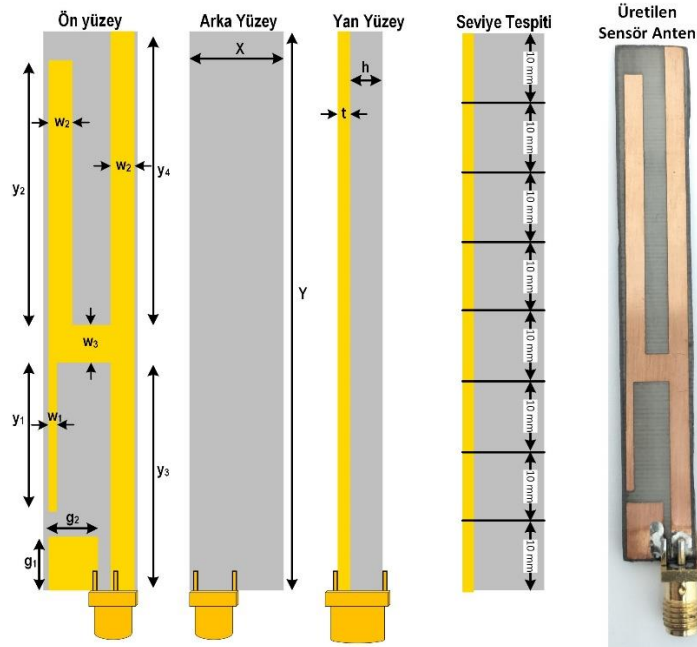 Ön yüzey
Arka Yüzey
Yan Yüzey
Seviye Tespiti
Üretilen
Sensör Anten
X
h
t
w₂
w₂
y₂
y₄
Y
w₃
y₁
w₁
y₃
g₂
g₁
10 mm
10 mm
10 mm
10 mm
10 mm
10 mm
10 mm
10 mm